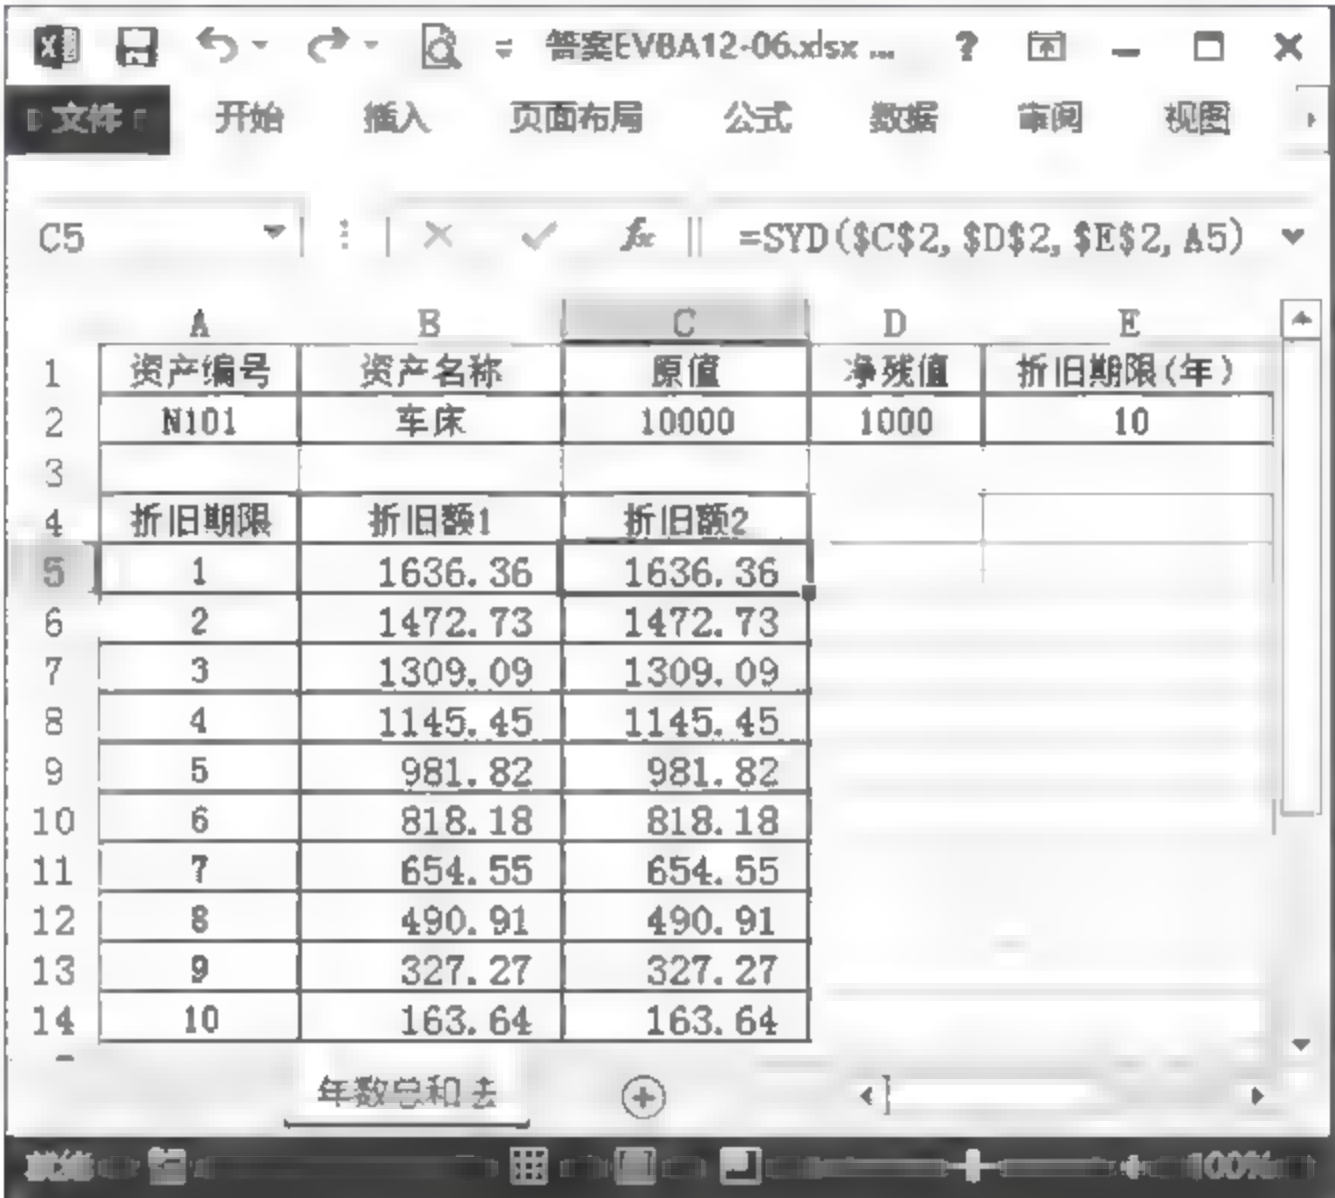 答案EVBA12-06.xlsx ... ?
文件 开始 插入 页面布局 公式 数据 审阅 视图
C5 fx =SYD($C$2,$D$2,$E$2,A5)
A B C D E
1 资产编号 资产名称 原值 净残值 折旧期限(年)
2 N101 车床 10000 1000 10
3
4 折旧期限 折旧额1 折旧额2
5 1 1636.36 1636.36
6 2 1472.73 1472.73
7 3 1309.09 1309.09
8 4 1145.45 1145.45
9 5 981.82 981.82
10 6 818.18 818.18
11 7 654.55 654.55
12 8 490.91 490.91
13 9 327.27 327.27
14 10 163.64 163.64
年数总和法
就绪 100%